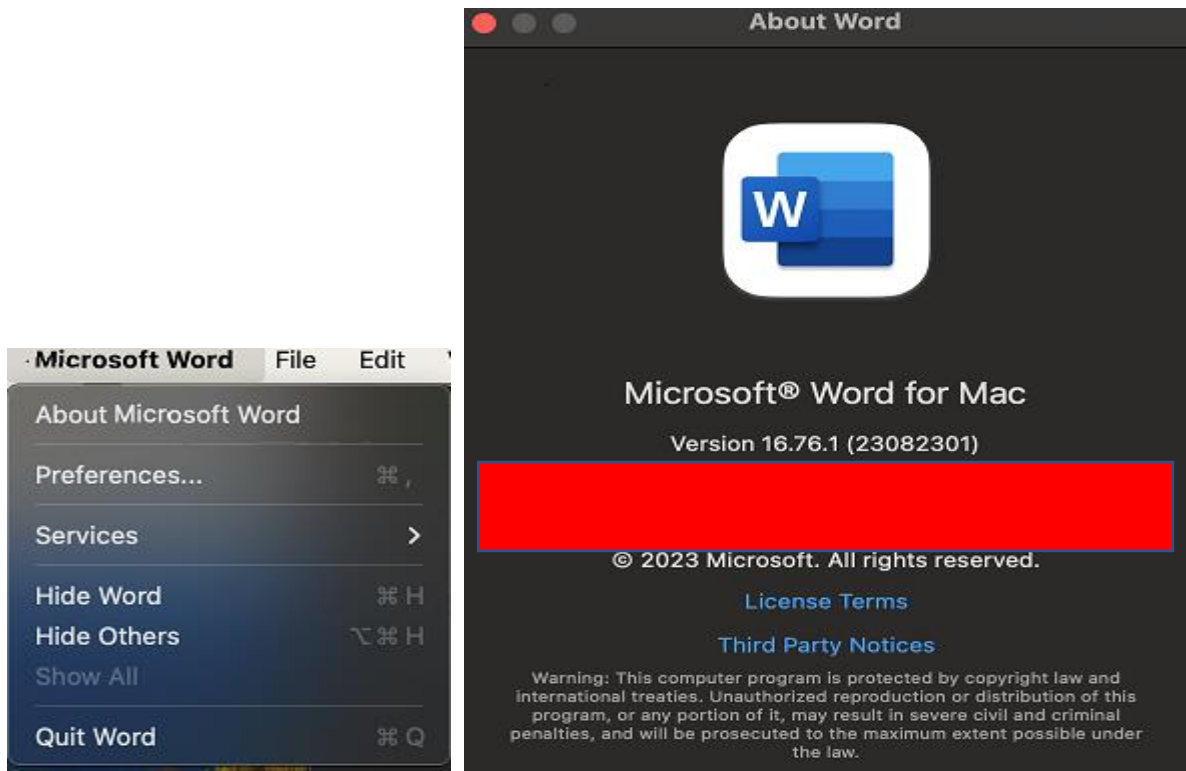 Microsoft Word File Edit
About Microsoft Word
Preferences... ⌘ ,
Services >
Hide Word ⌘ H
Hide Others ⌥ ⌘ H
Show All
Quit Word ⌘ Q
About Word
W
Microsoft® Word for Mac
Version 16.76.1 (23082301)
© 2023 Microsoft. All rights reserved.
License Terms
Third Party Notices
Warning: This computer program is protected by copyright law and
international treaties. Unauthorized reproduction or distribution of this
program, or any portion of it, may result in severe civil and criminal
penalties, and will be prosecuted to the maximum extent possible under
the law.